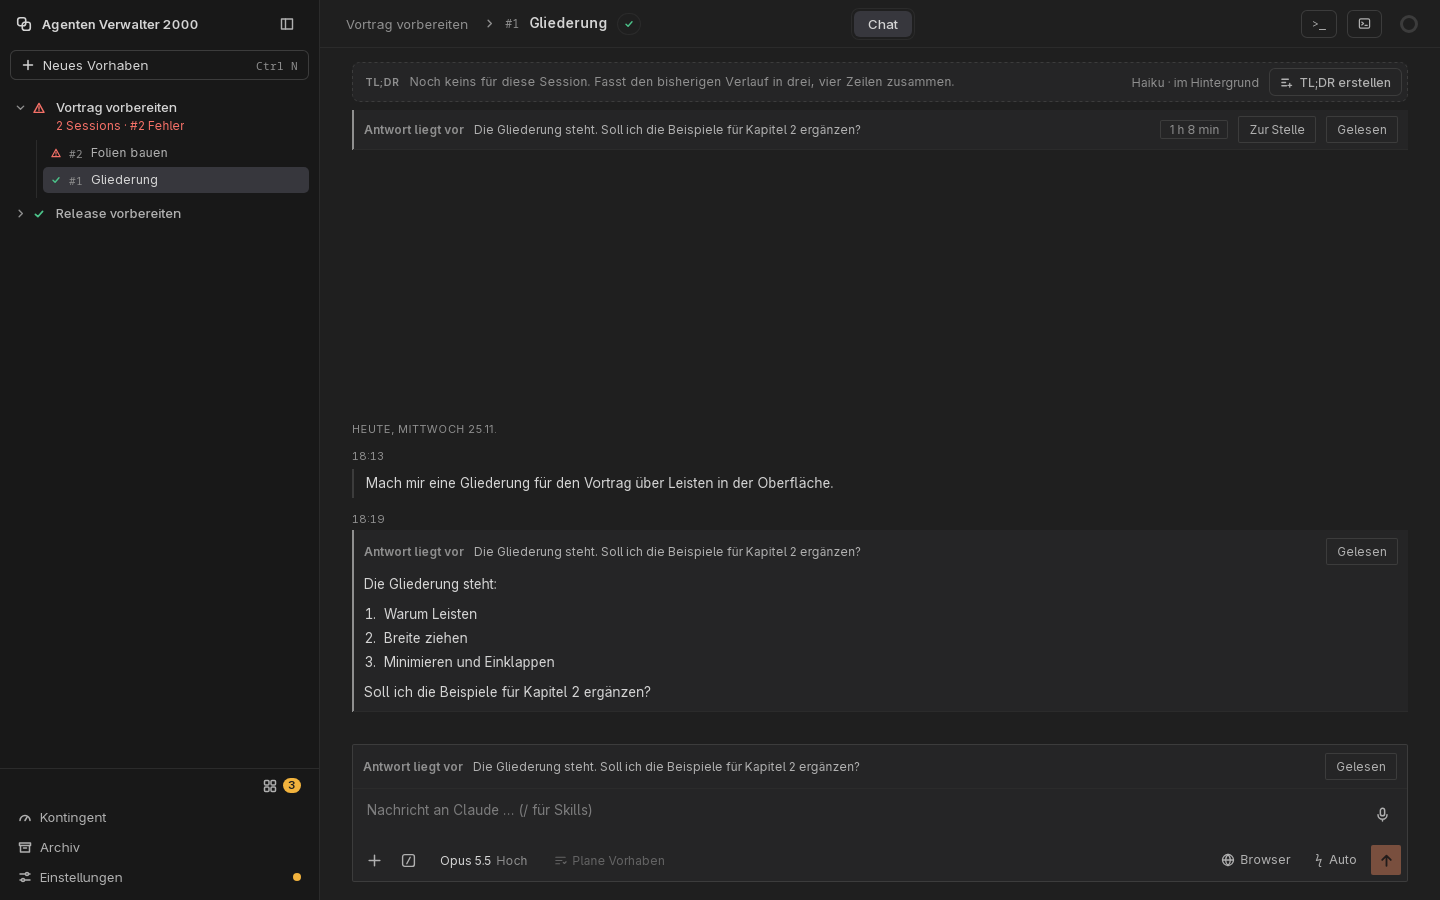 Agenten Verwalter 2000
Neues Vorhaben Ctrl N
Vortrag vorbereiten
2 Sessions · #2 Fehler
#2 Folien bauen
#1 Gliederung
Release vorbereiten
3
Kontingent
Archiv
Einstellungen
Vortrag vorbereiten > #1 Gliederung
Chat
>_
TL;DR Noch keins für diese Session. Fasst den bisherigen Verlauf in drei, vier Zeilen zusammen. Haiku · im Hintergrund TL;DR erstellen
Antwort liegt vor Die Gliederung steht. Soll ich die Beispiele für Kapitel 2 ergänzen? 1 h 8 min Zur Stelle Gelesen
HEUTE, MITTWOCH 25.11.
18:13
Mach mir eine Gliederung für den Vortrag über Leisten in der Oberfläche.
18:19
Antwort liegt vor Die Gliederung steht. Soll ich die Beispiele für Kapitel 2 ergänzen? Gelesen
Die Gliederung steht:
1. Warum Leisten
2. Breite ziehen
3. Minimieren und Einklappen
Soll ich die Beispiele für Kapitel 2 ergänzen?
Antwort liegt vor Die Gliederung steht. Soll ich die Beispiele für Kapitel 2 ergänzen? Gelesen
Nachricht an Claude … (/ für Skills)
Opus 5.5 Hoch Plane Vorhaben Browser Auto